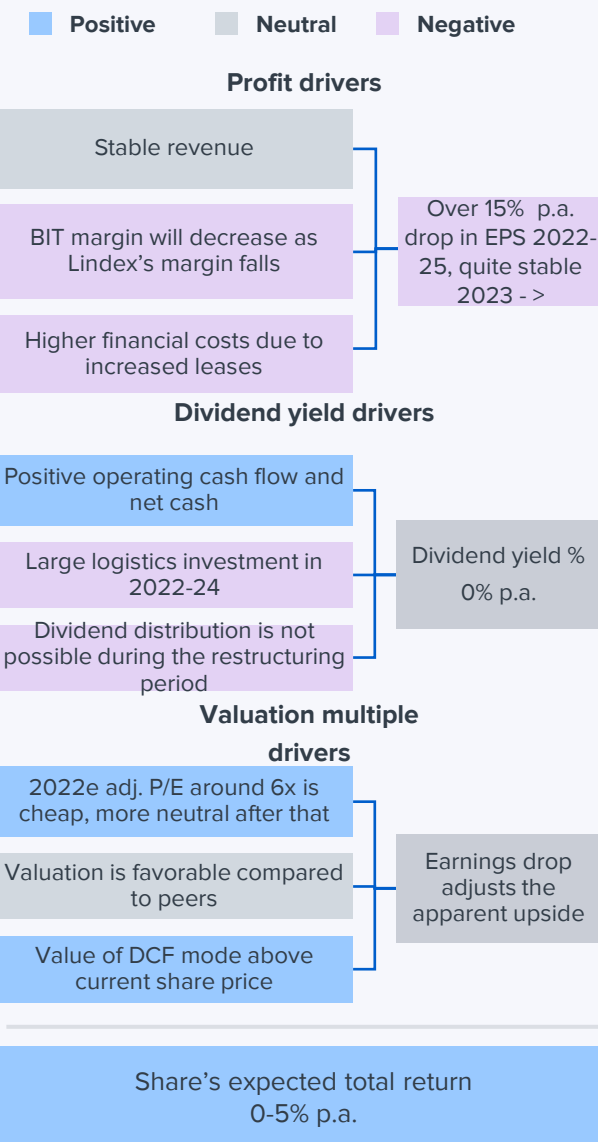 Positive
Neutral
Negative
Profit drivers
Stable revenue
BIT margin will decrease as
Lindex's margin falls
Higher financial costs due to
increased leases
Over 15% p.a.
drop in EPS 2022-
25, quite stable
2023 - >
Dividend yield drivers
Positive operating cash flow and
net cash
Large logistics investment in
2022-24
Dividend distribution is not
possible during the restructuring
period
Dividend yield %
0% p.a.
Valuation multiple
drivers
2022e adj. P/E around 6x is
cheap, more neutral after that
Valuation is favorable compared
to peers
Value of DCF mode above
current share price
Earnings drop
adjusts the
apparent upside
Share's expected total return
0-5% p.a.